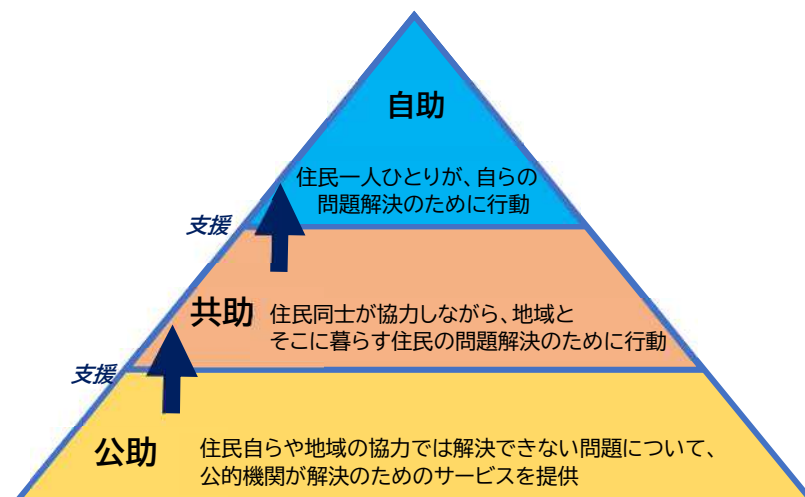 自助
住民一人ひとりが、自らの
問題解決のために行動
支援
共助
住民同士が協力しながら、地域と
そこに暮らす住民の問題解決のために行動
支援
公助
住民自らや地域の協力では解決できない問題について、
公的機関が解決のためのサービスを提供